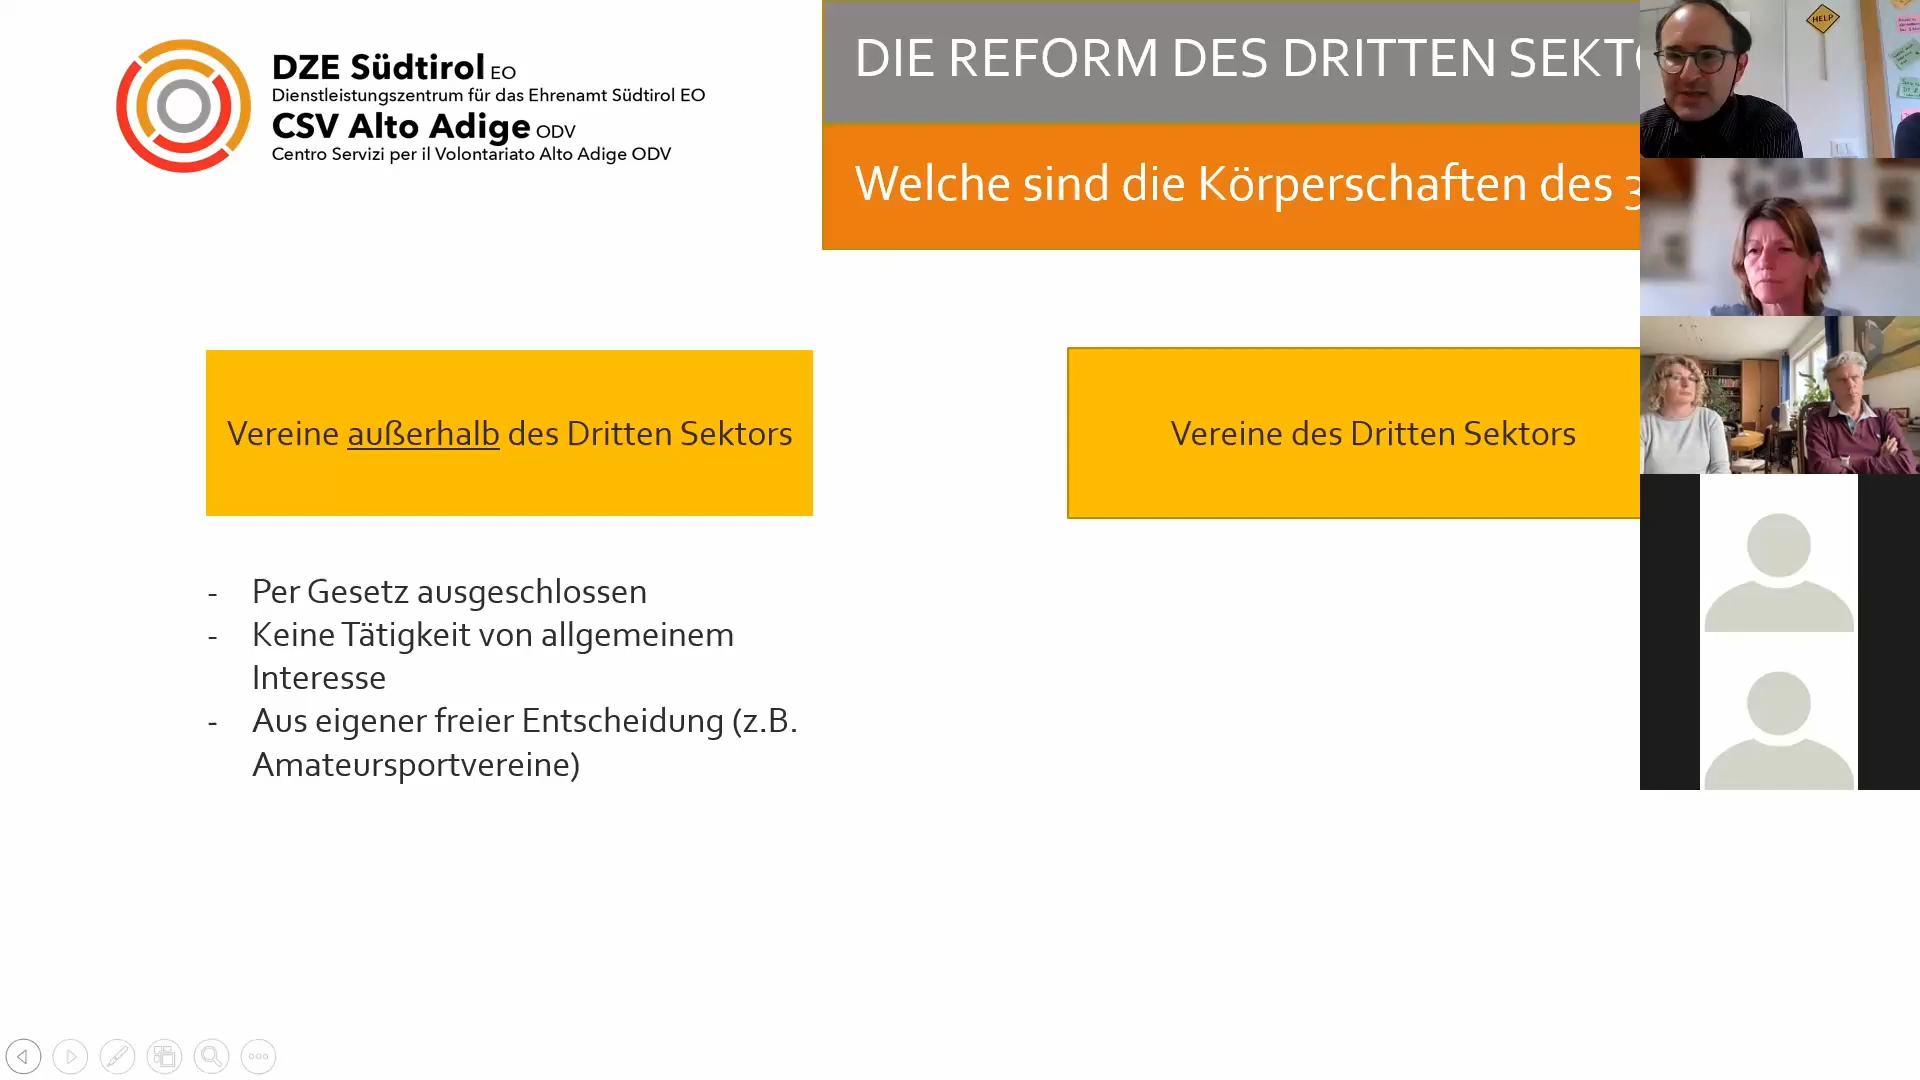 DZE Südtirol EO
Dienstleistungszentrum für das Ehrenamt Südtirol EO
CSV Alto Adige ODV
Centro Servizi per il Volontariato Alto Adige ODV
DIE REFORM DES DRITTEN SEKTO
Welche sind die Körperschaften des 3
HELP
Vereine außerhalb des Dritten Sektors
Vereine des Dritten Sektors
- Per Gesetz ausgeschlossen
- Keine Tätigkeit von allgemeinem
Interesse
- Aus eigener freier Entscheidung (z.B.
Amateursportvereine)